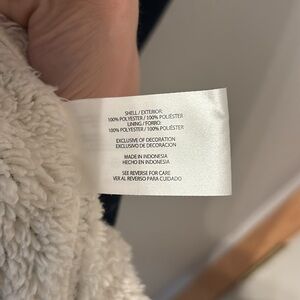 SHELL / EXTERIOR:
100% POLYESTER / 100% POLIÉSTER
LINING / FORRO:
100% POLYESTER / 100% POLIÉSTER
EXCLUSIVE OF DECORATION
EXCLUSIVO DE DECORACION
MADE IN INDONESIA
HECHO EN INDONESIA
SEE REVERSE FOR CARE
VER AL REVERSO PARA CUIDADO